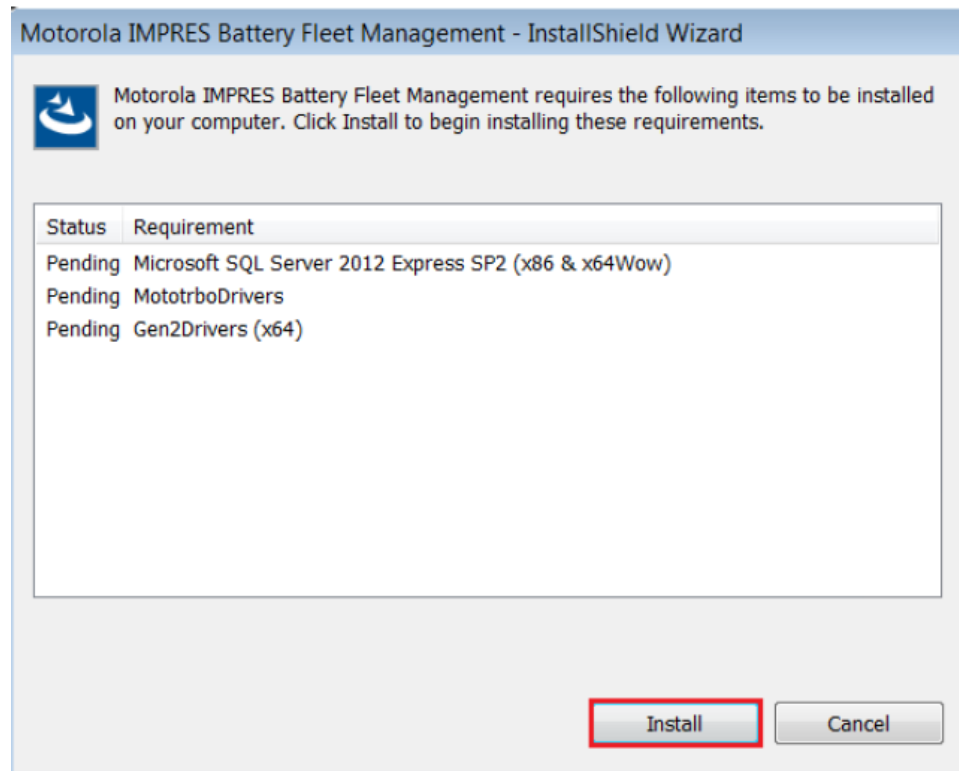 Motorola IMPRES Battery Fleet Management - InstallShield Wizard
Motorola IMPRES Battery Fleet Management requires the following items to be installed
on your computer. Click Install to begin installing these requirements.
Status Requirement
Pending Microsoft SQL Server 2012 Express SP2 (x86 & x64Wow)
Pending MototrboDrivers
Pending Gen2Drivers (x64)
Install Cancel